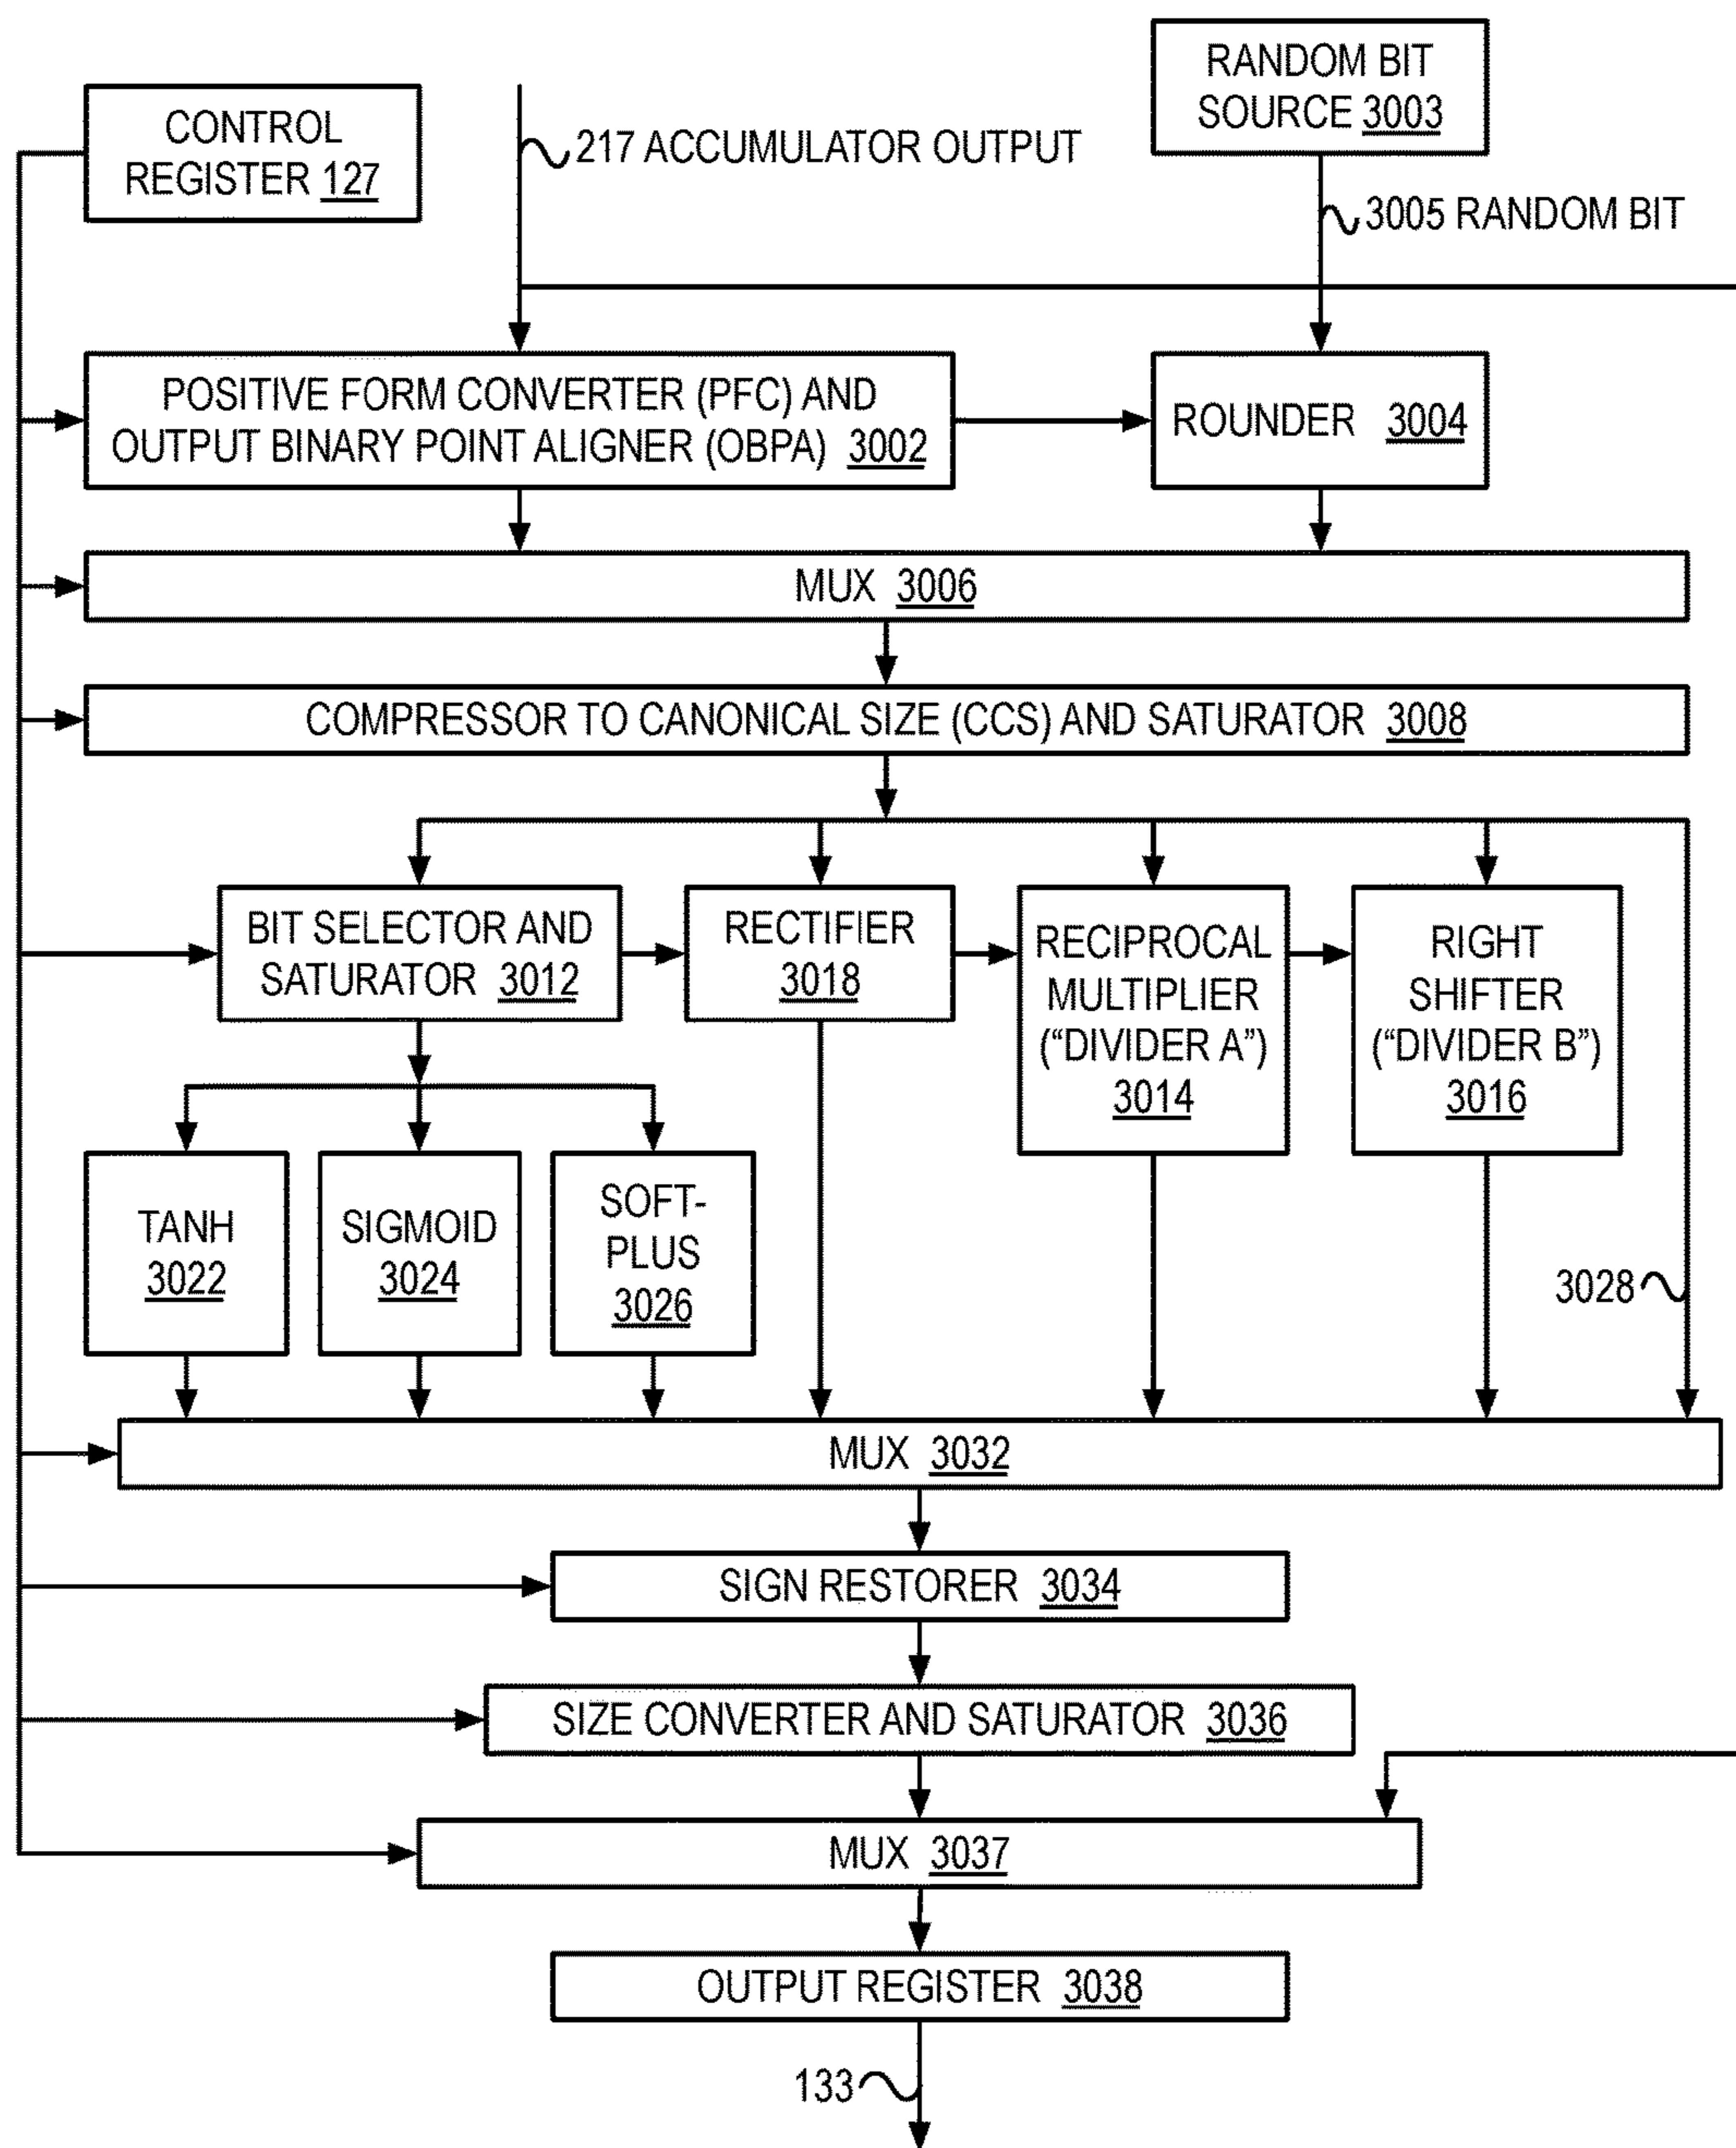 RANDOM BIT
SOURCE 3003
CONTROL
REGISTER 127
217 ACCUMULATOR OUTPUT
3005 RANDOM BIT
POSITIVE FORM CONVERTER (PFC) AND
OUTPUT BINARY POINT ALIGNER (OBPA) 3002
ROUNDER 3004
MUX 3006
COMPRESSOR TO CANONICAL SIZE (CCS) AND SATURATOR 3008
BIT SELECTOR AND
SATURATOR 3012
RECTIFIER
3018
RECIPROCAL
MULTIPLIER
(“DIVIDER A”)
3014
RIGHT
SHIFTER
(“DIVIDER B”)
3016
TANH
3022
SIGMOID
3024
SOFT-
PLUS
3026
3028
MUX 3032
SIGN RESTORER 3034
SIZE CONVERTER AND SATURATOR 3036
MUX 3037
OUTPUT REGISTER 3038
133